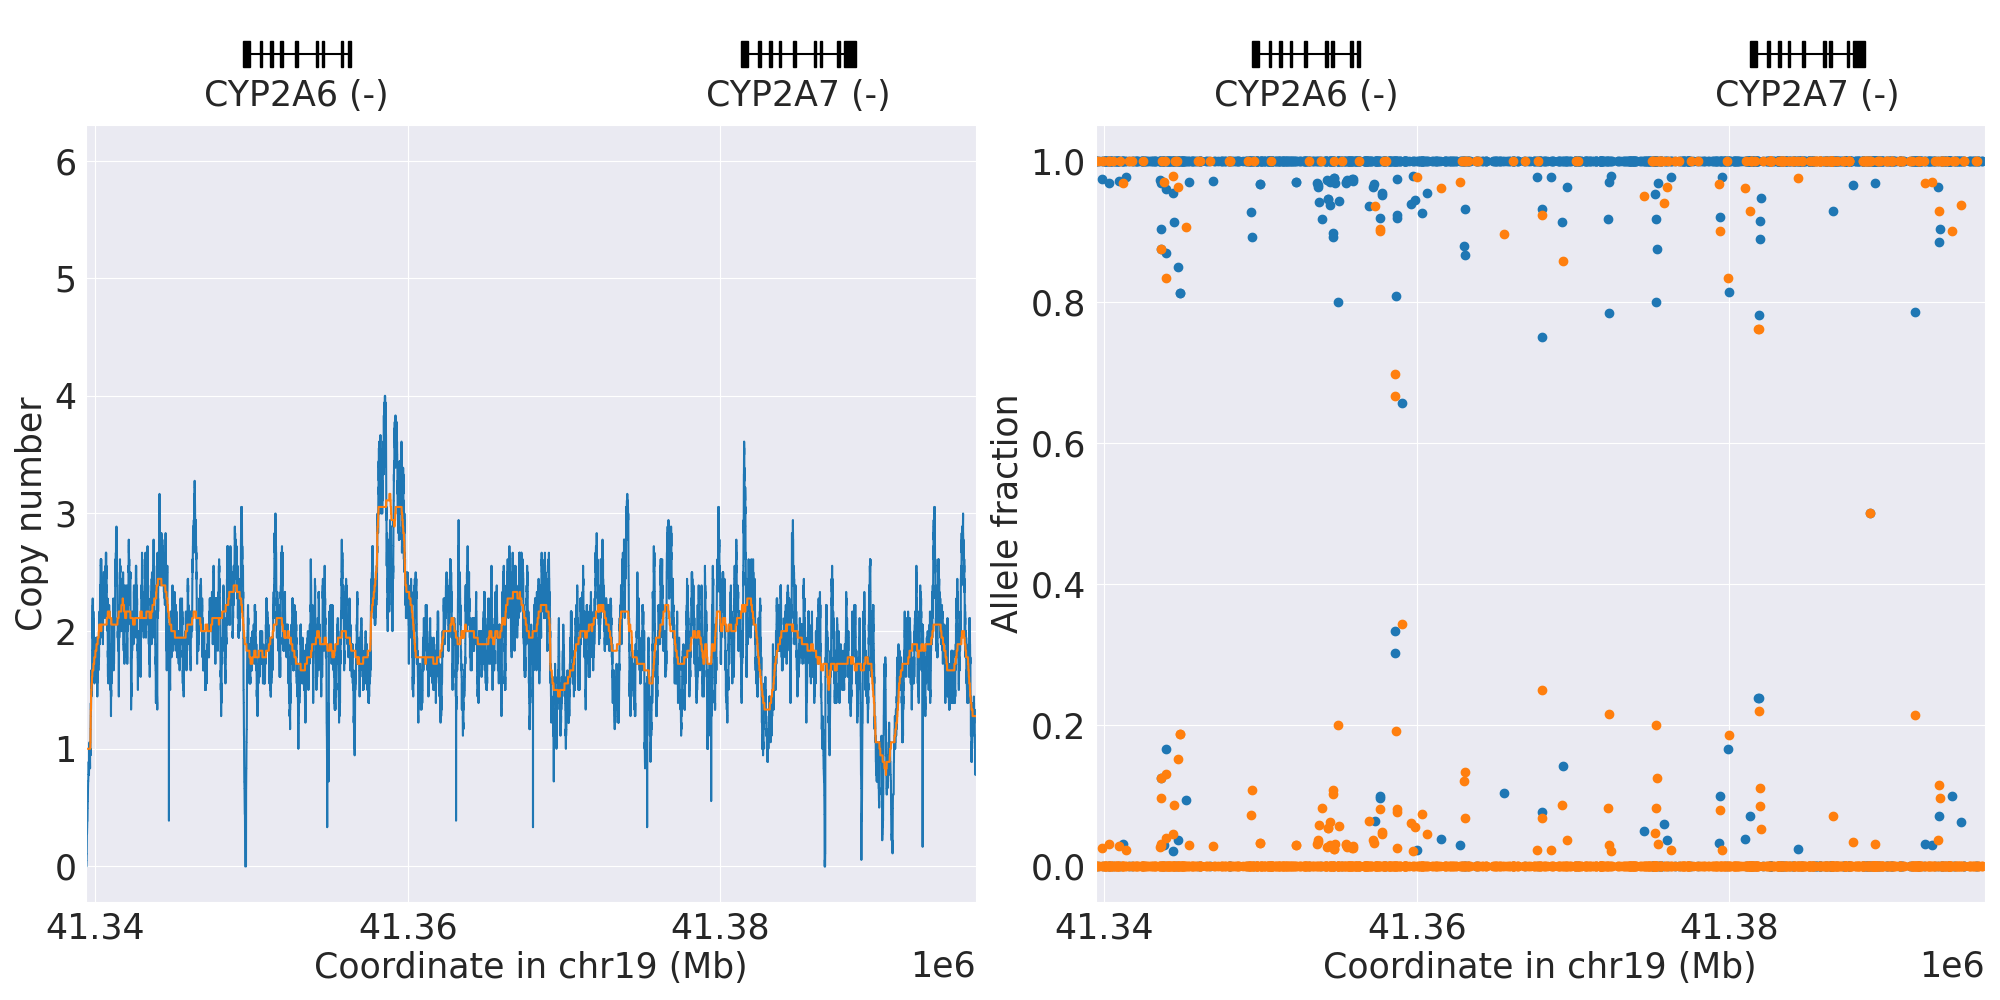 CYP2A6 (-)
CYP2A7 (-)
6
5
4
3
2
1
0
Copy number
41.34
41.36
41.38
Coordinate in chr19 (Mb)
1e6
CYP2A6 (-)
CYP2A7 (-)
1.0
0.8
0.6
0.4
0.2
0.0
Allele fraction
41.34
41.36
41.38
Coordinate in chr19 (Mb)
1e6